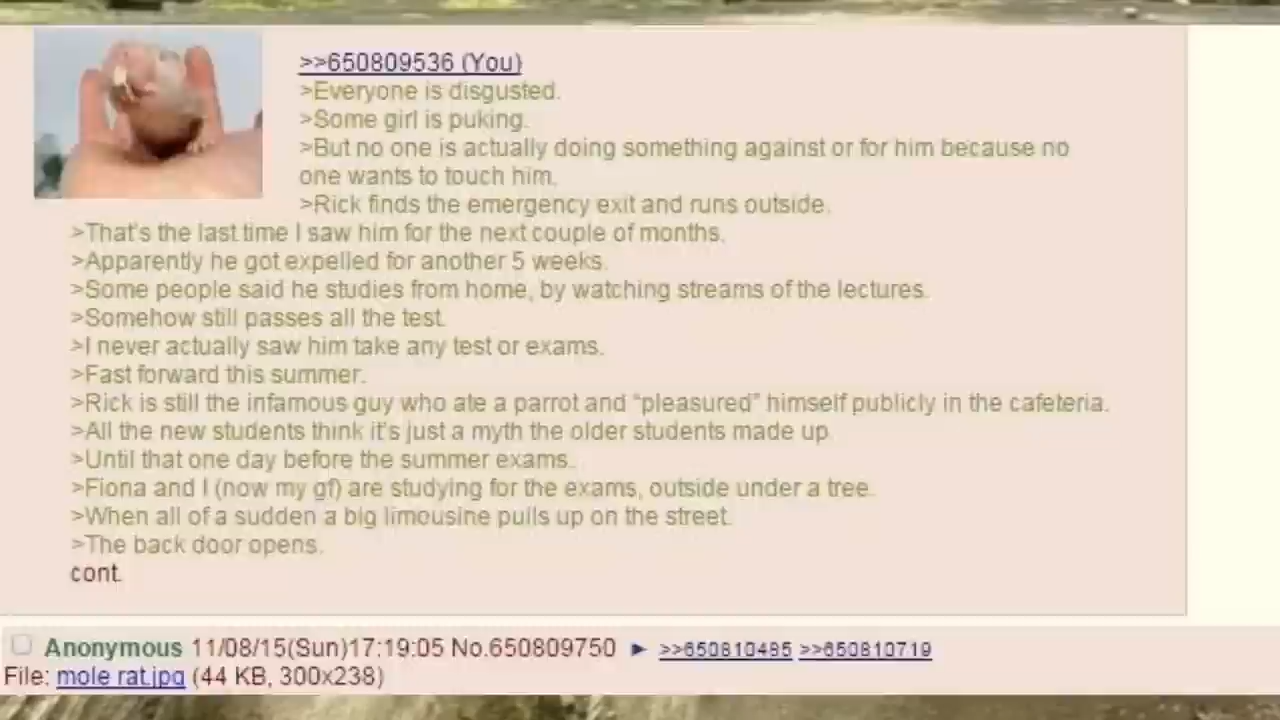 >>650809536 (You)
>Everyone is disgusted.
>Some girl is puking.
>But no one is actually doing something against or for him because no
one wants to touch him.
>Rick finds the emergency exit and runs outside.
>That's the last time I saw him for the next couple of months.
>Apparently he got expelled for another 5 weeks.
>Some people said he studies from home, by watching streams of the lectures.
>Somehow still passes all the test.
>I never actually saw him take any test or exams.
>Fast forward this summer.
>Rick is still the infamous guy who ate a parrot and “pleasured” himself publicly in the cafeteria.
>All the new students think it's just a myth the older students made up.
>Until that one day before the summer exams.
>Fiona and I (now my gf) are studying for the exams, outside under a tree.
>When all of a sudden a big limousine pulls up on the street.
>The back door opens.
cont.
Anonymous 11/08/15(Sun)17:19:05 No.650809750 ► >>650810485 >>650810719
File: mole rat.jpg (44 KB, 300x238)